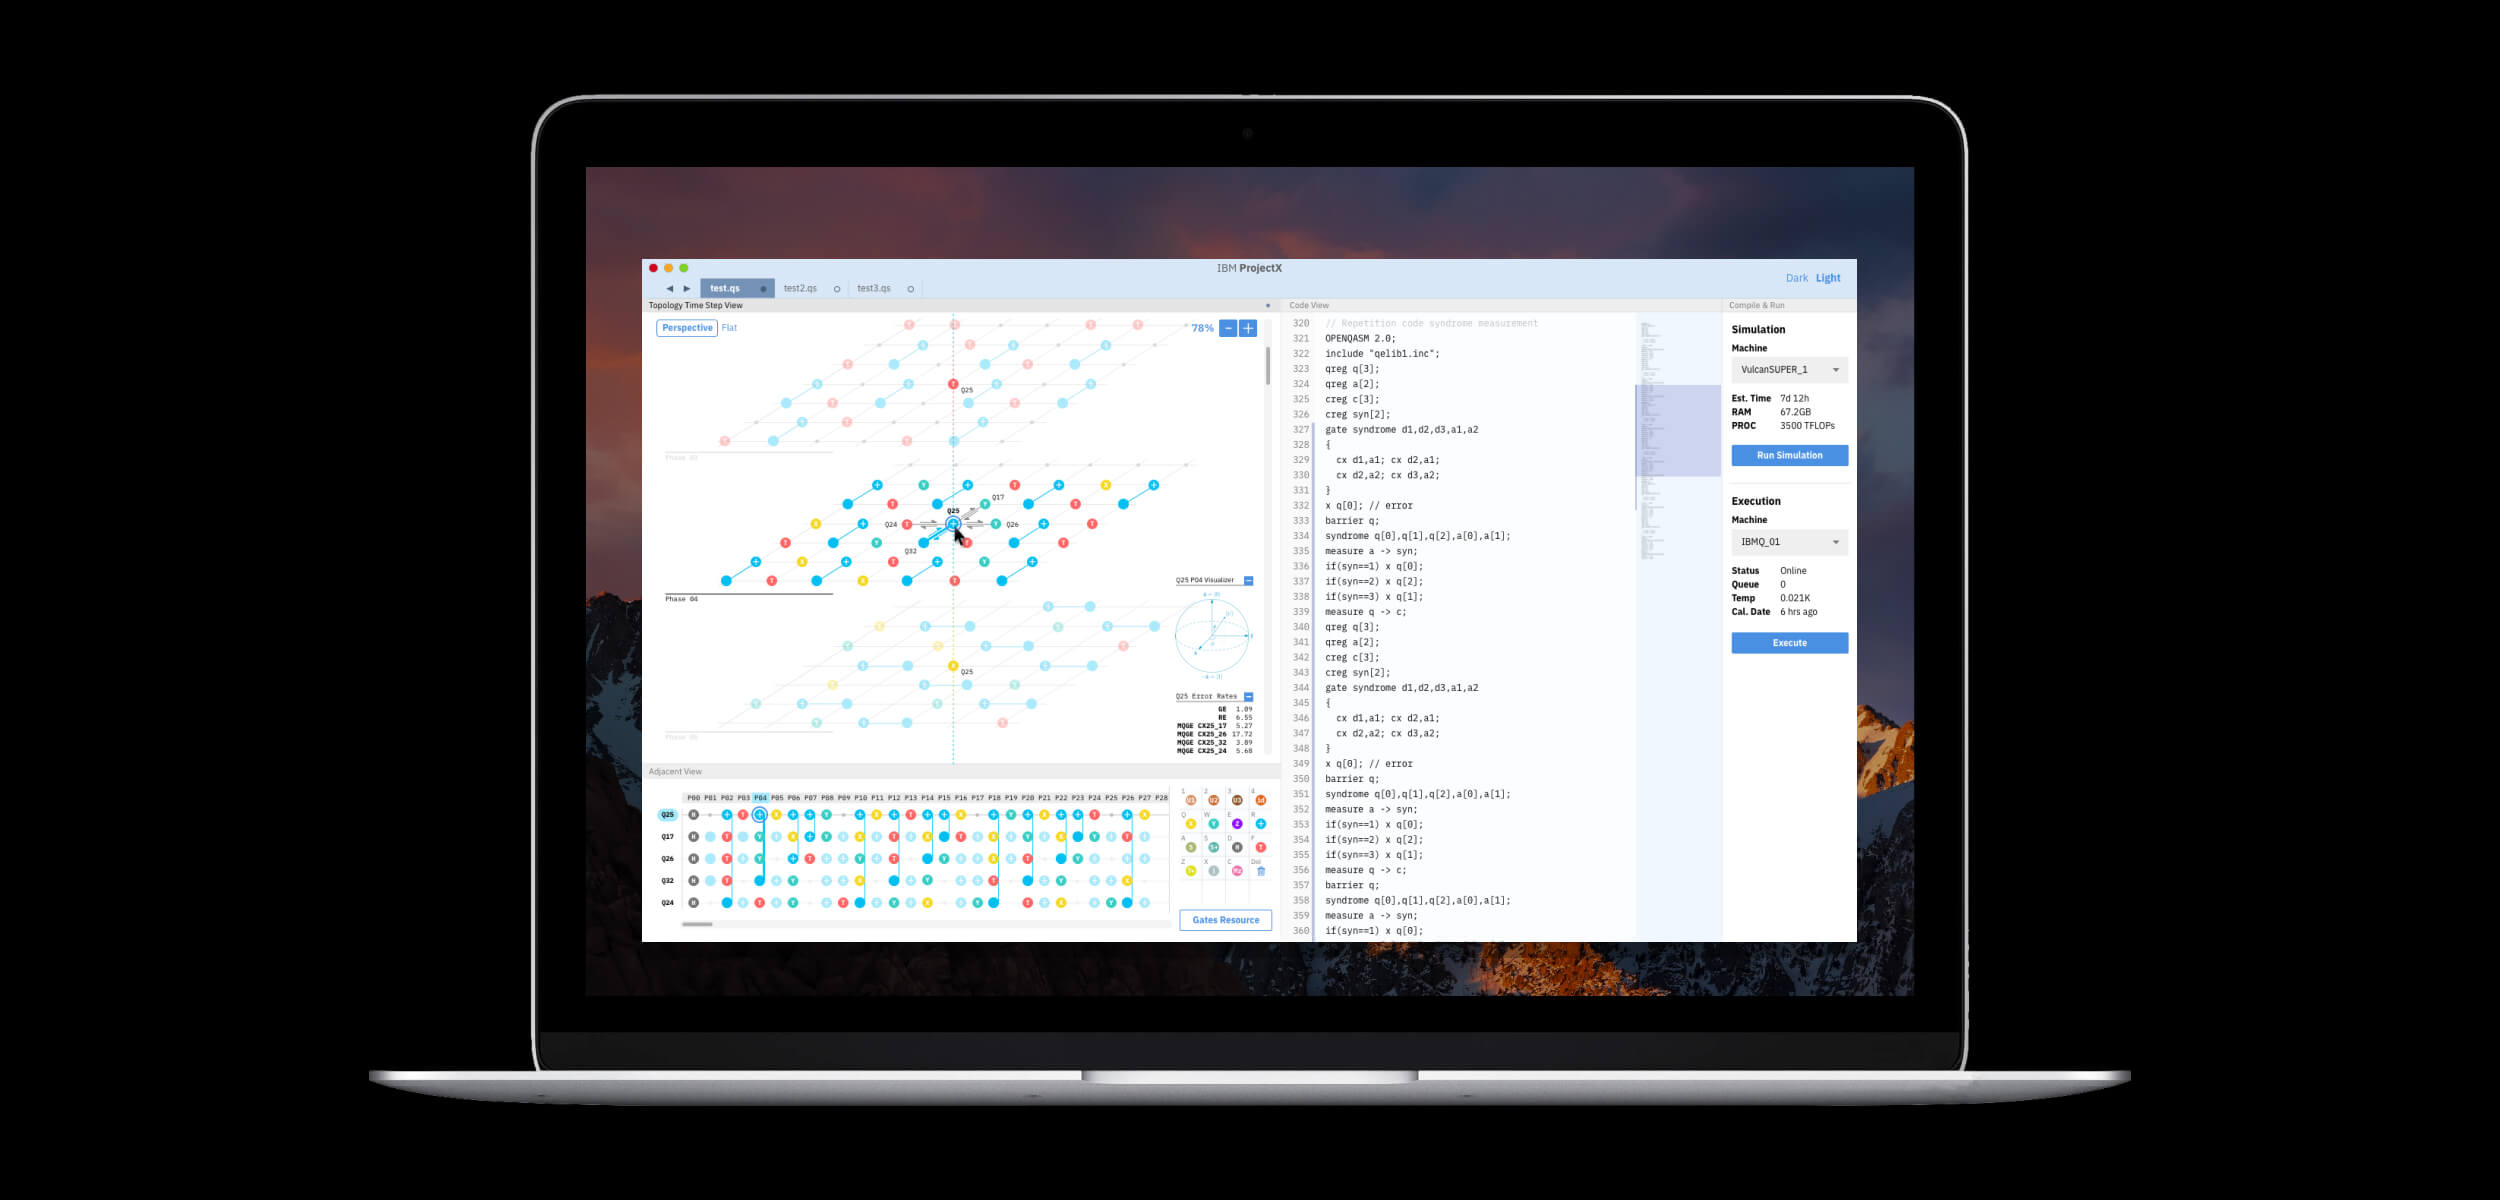 IBM ProjectX
Dark Light
test.qs
test2.qs
test3.qs
Topology Time Step View
Perspective Flat
78%
Q25
Phase 03
Q17
Q25
Q24
Q26
Q32
Phase 04
Q25
Phase 05
Q25 P04 Visualizer
Q25 Error Rates
GE 1.09
RE 6.55
MQGE CX25_17 5.27
MQGE CX25_26 17.72
MQGE CX25_32 3.89
MQGE CX25_24 5.68
Adjacent View
P00 P01 P02 P03 P04 P05 P06 P07 P08 P09 P10 P11 P12 P13 P14 P15 P16 P17 P18 P19 P20 P21 P22 P23 P24 P25 P26 P27 P28
Q25
Q17
Q26
Q32
Q24
1 2 3 4
U1 U2 U3 Id
Q W E R
X Y Z +
A S D F
S S+ H T
Z X C Del
Gates Resource
Code View
320 // Repetition code syndrome measurement
321 OPENQASM 2.0;
322 include "qelib1.inc";
323 qreg q[3];
324 qreg a[2];
325 creg c[3];
326 creg syn[2];
327 gate syndrome d1,d2,d3,a1,a2
328 {
329 cx d1,a1; cx d2,a1;
330 cx d2,a2; cx d3,a2;
331 }
332 x q[0]; // error
333 barrier q;
334 syndrome q[0],q[1],q[2],a[0],a[1];
335 measure a -> syn;
336 if(syn==1) x q[0];
337 if(syn==2) x q[2];
338 if(syn==3) x q[1];
339 measure q -> c;
340 qreg q[3];
341 qreg a[2];
342 creg c[3];
343 creg syn[2];
344 gate syndrome d1,d2,d3,a1,a2
345 {
346 cx d1,a1; cx d2,a1;
347 cx d2,a2; cx d3,a2;
348 }
349 x q[0]; // error
350 barrier q;
351 syndrome q[0],q[1],q[2],a[0],a[1];
352 measure a -> syn;
353 if(syn==1) x q[0];
354 if(syn==2) x q[2];
355 if(syn==3) x q[1];
356 measure q -> c;
357 barrier q;
358 syndrome q[0],q[1],q[2],a[0],a[1];
359 measure a -> syn;
360 if(syn==1) x q[0];
Compile & Run
Simulation
Machine
VulcanSUPER_1
Est. Time 7d 12h
RAM 67.2GB
PROC 3500 TFLOPs
Run Simulation
Execution
Machine
IBMQ_01
Status Online
Queue 0
Temp 0.021K
Cal. Date 6 hrs ago
Execute